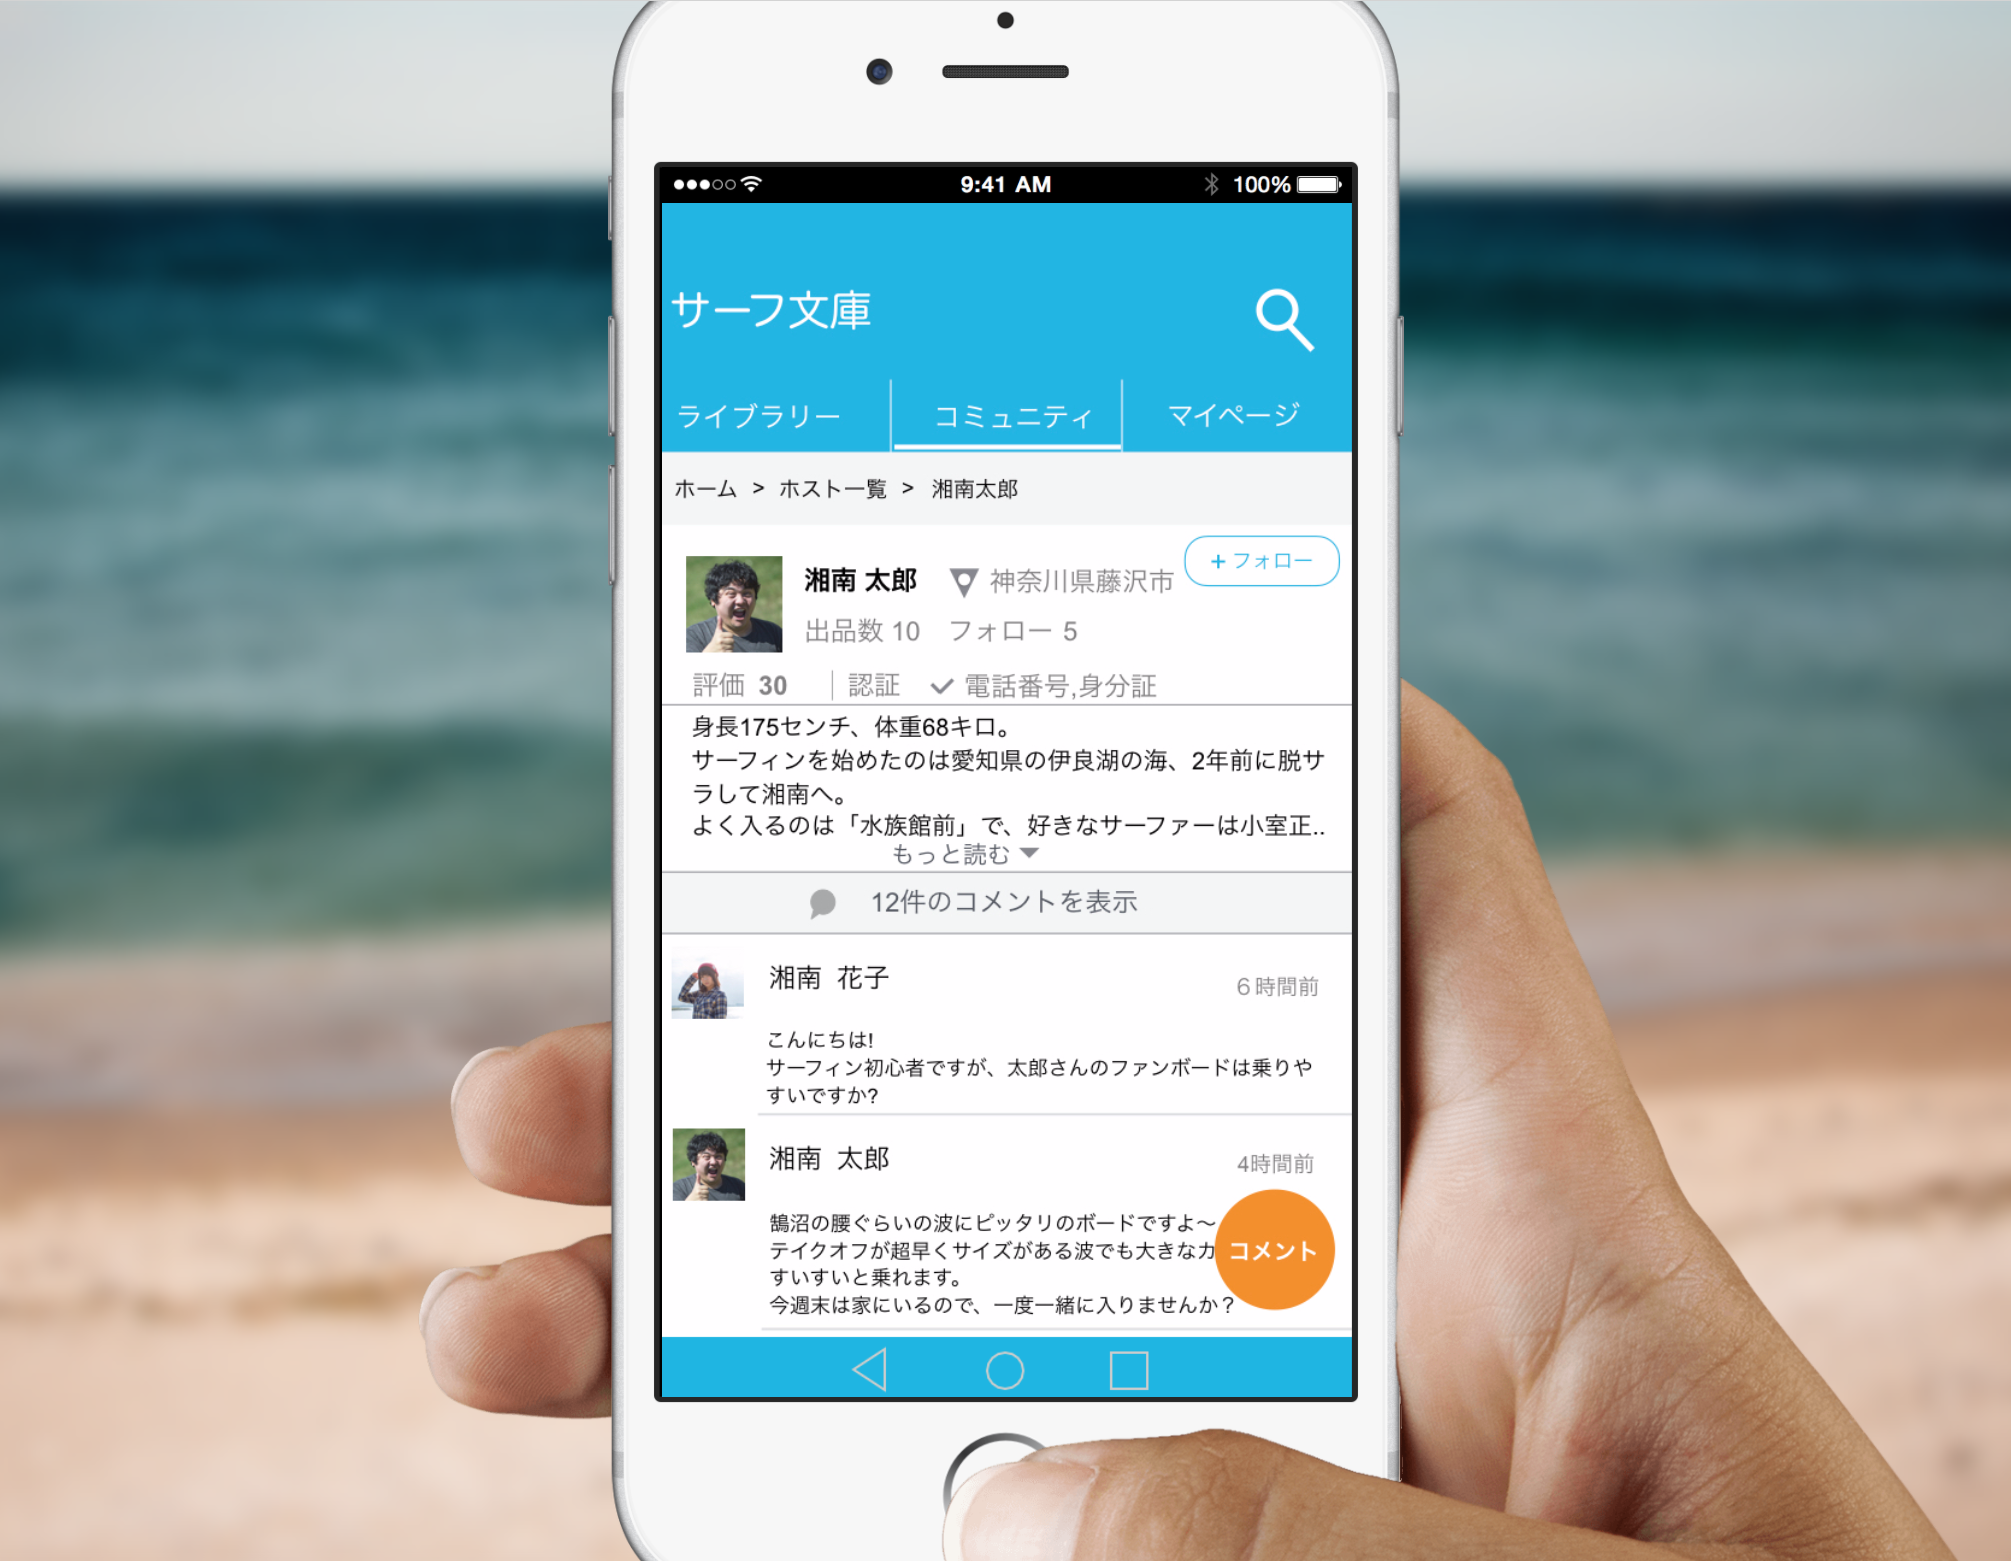 9:41 AM 100%
サーフ文庫
ライブラリー コミュニティ マイページ
ホーム > ホスト一覧 > 湘南太郎
+ フォロー
湘南 太郎 神奈川県藤沢市
出品数 10 フォロー 5
評価 30 認証 電話番号,身分証
身長175センチ、体重68キロ。
サーフィンを始めたのは愛知県の伊良湖の海、2年前に脱サ
ラして湘南へ。
よく入るのは「水族館前」で、好きなサーファーは小室正..
もっと読む
12件のコメントを表示
湘南 花子
6時間前
こんにちは!
サーフィン初心者ですが、太郎さんのファンボードは乗りや
すいですか?
湘南 太郎
4時間前
鵠沼の腰ぐらいの波にピッタリのボードですよ〜
テイクオフが超早くサイズがある波でも大きなカ
すいすいと乗れます。
今週末は家にいるので、一度一緒に入りませんか？
コメント